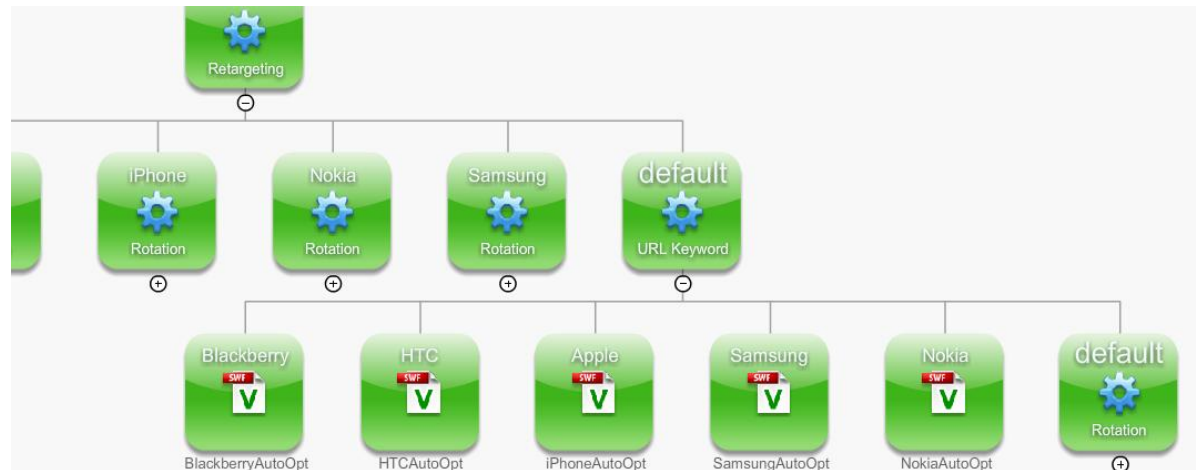 Retargeting
iPhone
Nokia
Samsung
default
Rotation
Rotation
Rotation
URL Keyword
Blackberry
HTC
Apple
Samsung
Nokia
default
SWF
V
SWF
V
SWF
V
SWF
V
SWF
V
Rotation
BlackberryAutoOpt
HTCAutoOpt
iPhoneAutoOpt
SamsungAutoOpt
NokiaAutoOpt